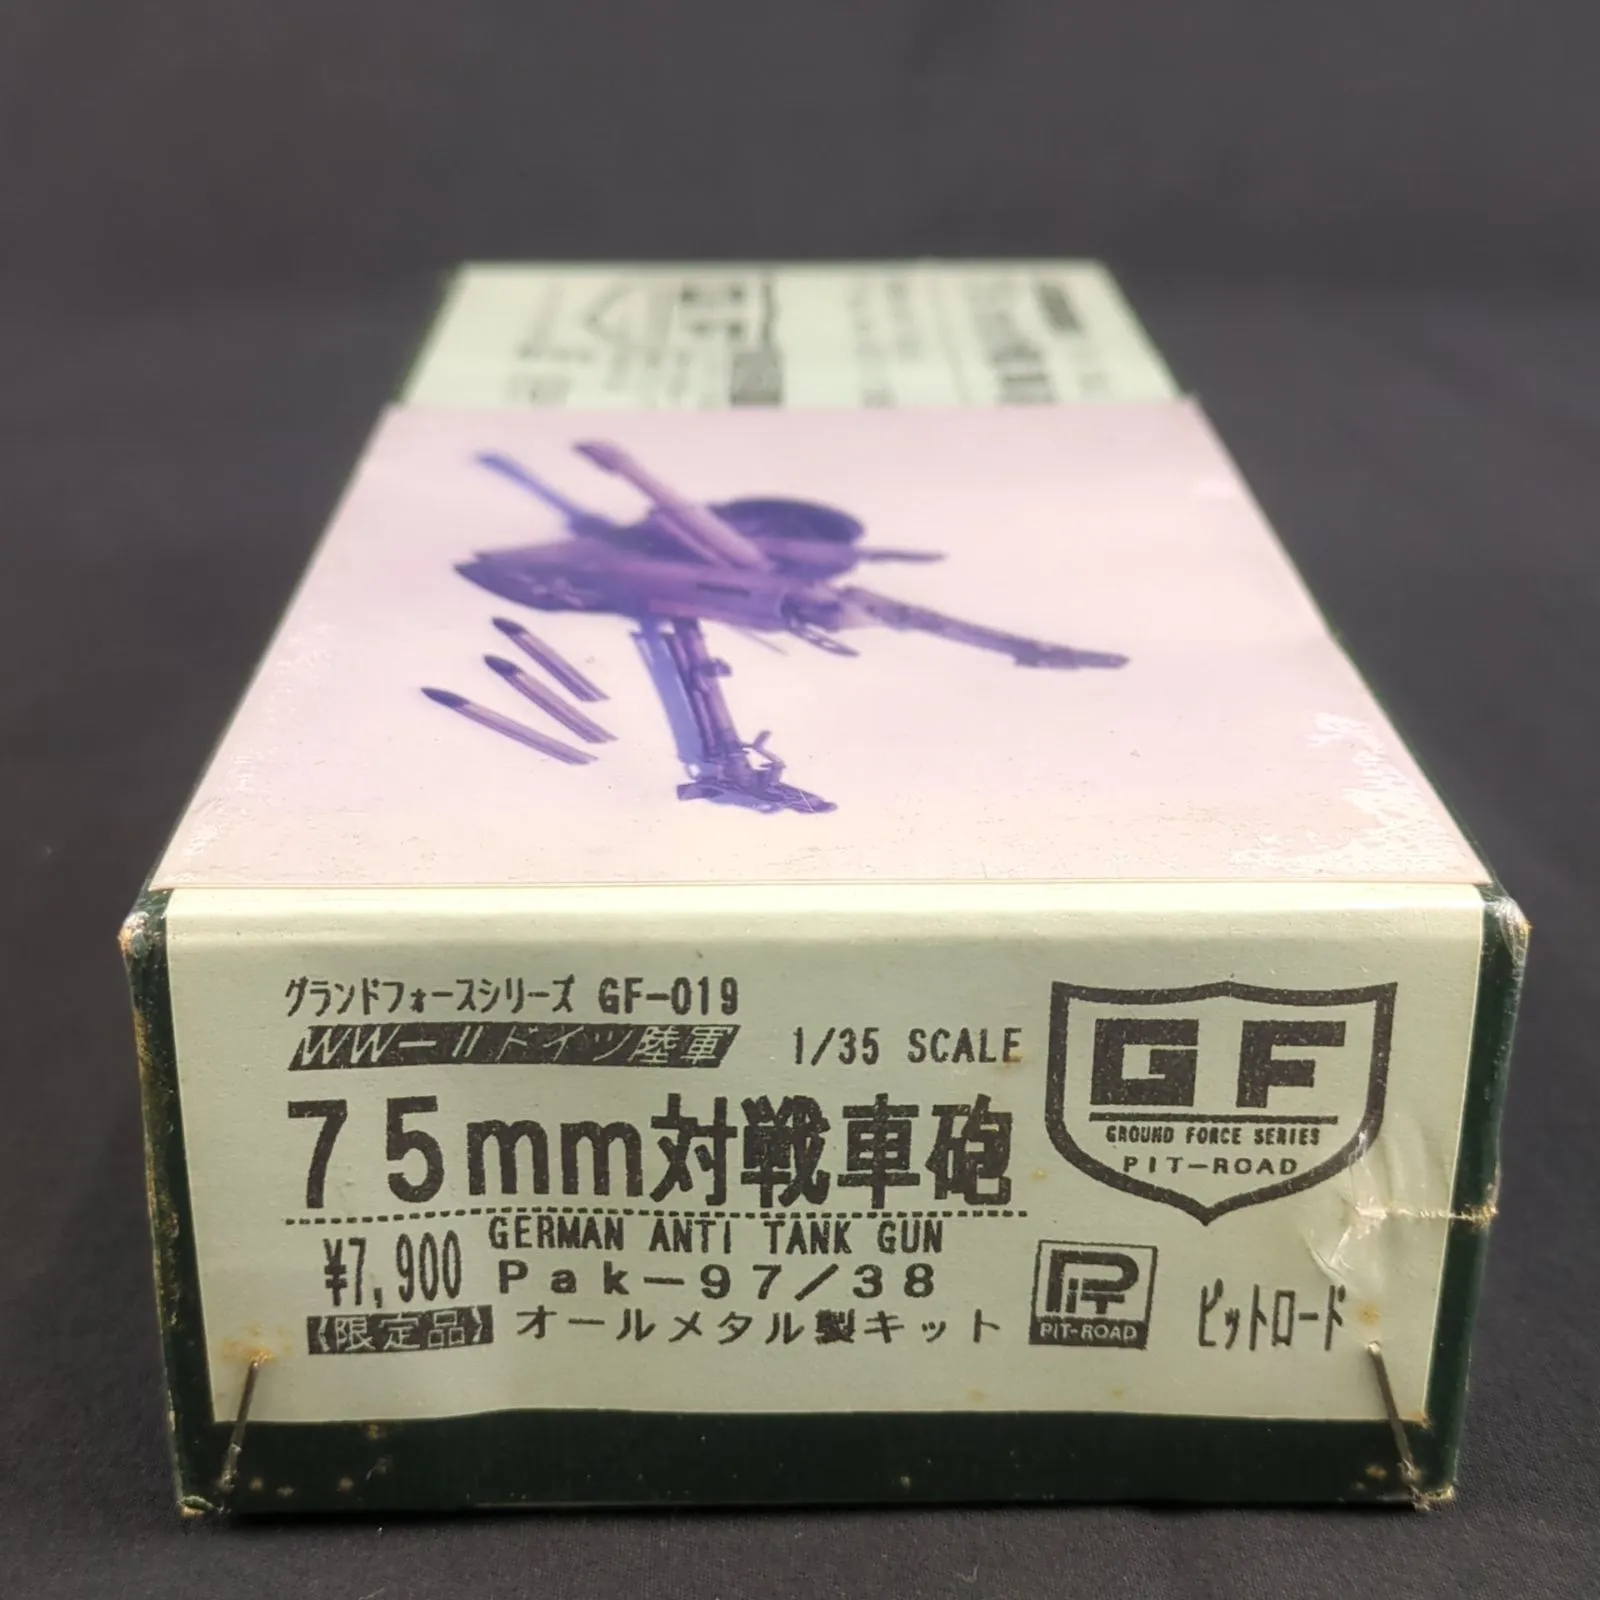 グランドフォースシリーズ GF-019
WW-IIドイツ陸軍
1/35 SCALE
75mm対戦車砲
GERMAN ANTI TANK GUN
¥7,900 Pak-97/38
【限定品】 オールメタル製キット
GF
GROUND FORCE SERIES
PIT-ROAD
PIT
PIT-ROAD
ピットロード